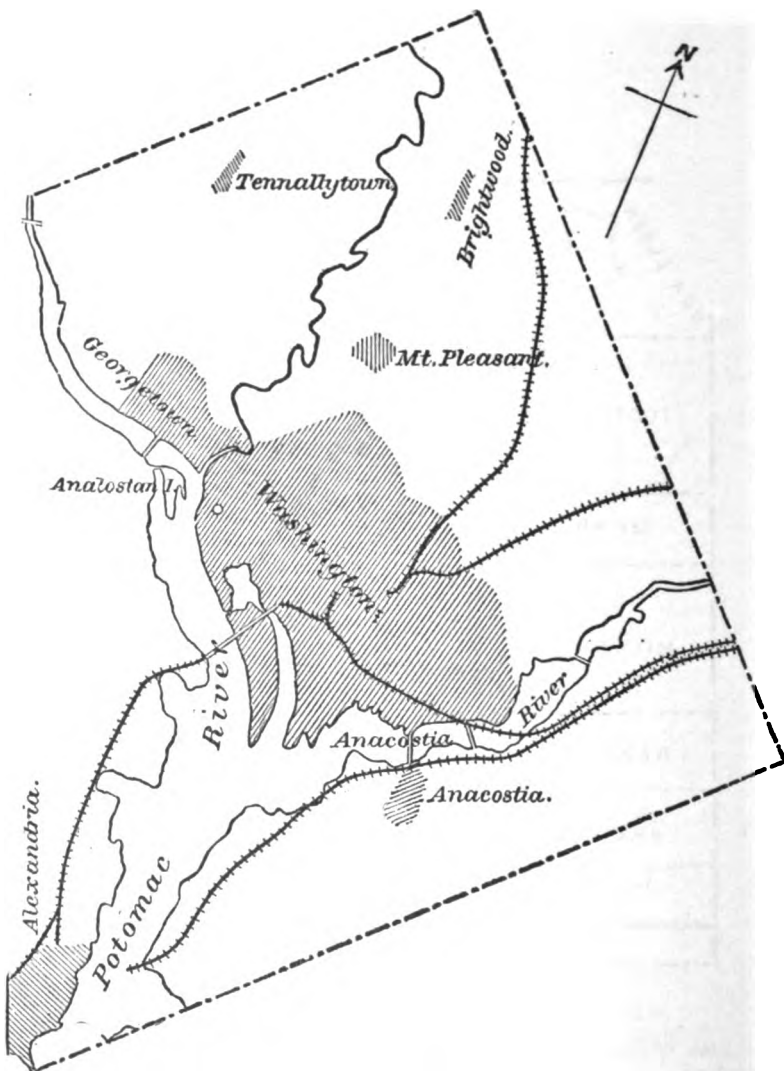 N
Tennallytown
Brightwood.
Georgetown
Mt. Pleasant.
Analostan I.
Washington.
River
River
Anacostia
Anacostia.
Alexandria.
Potomac